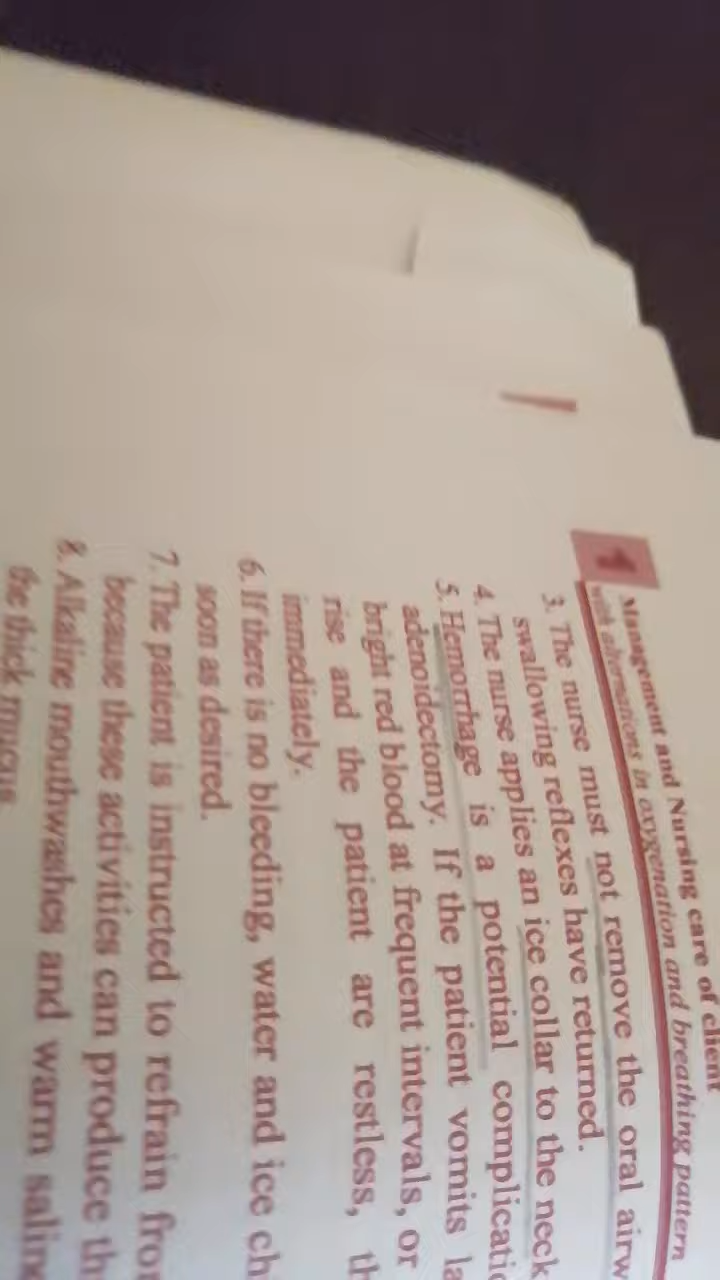 Management and Nursing care of client
with alternations in oxygenation and breathing pattern
3. The nurse must not remove the oral airw
swallowing reflexes have returned.
4. The nurse applies an ice collar to the neck
5. Hemorrhage is a potential complicatio
adenoidectomy. If the patient vomits la
bright red blood at frequent intervals, or
rise and the patient are restless, th
immediately.
6. If there is no bleeding, water and ice ch
soon as desired.
7. The patient is instructed to refrain from
because these activities can produce th
8. Alkaline mouthwashes and warm saline
the thick mucus